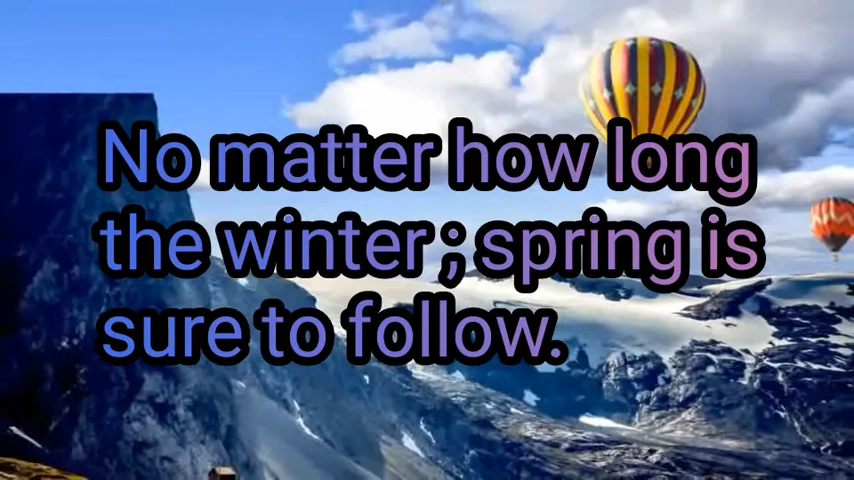 No matter how long
the winter ; spring is
sure to follow.